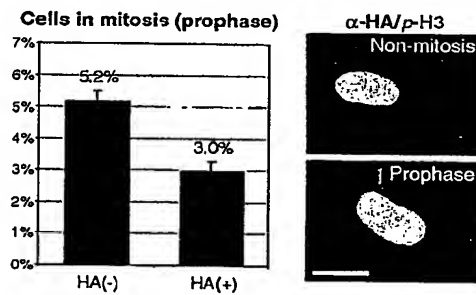 Cells in mitosis (prophase)
7%
6%
5%
4%
3%
2%
1%
0%
5.2%
3.0%
HA(-)
HA(+)
α-HA/p-H3
Non-mitosis
Prophase